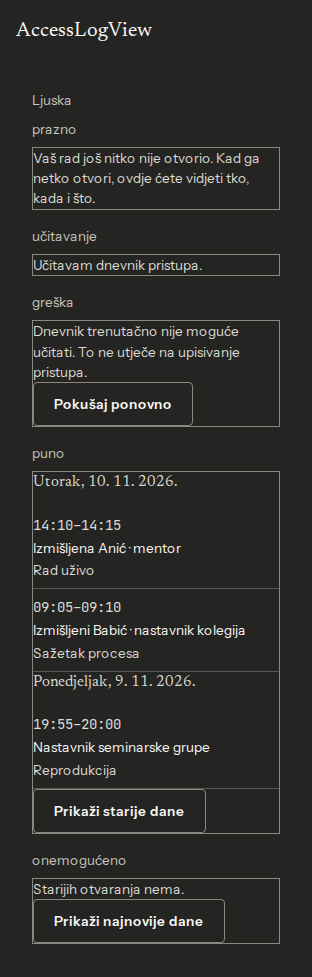 AccessLogView
Ljuska
prazno
Vaš rad još nitko nije otvorio. Kad ga
netko otvori, ovdje ćete vidjeti tko,
kada i što.
učitavanje
Učitavam dnevnik pristupa.
greška
Dnevnik trenutačno nije moguće
učitati. To ne utječe na upisivanje
pristupa.
Pokušaj ponovno
puno
Utorak, 10. 11. 2026.
14:10–14:15
Izmišljena Anić · mentor
Rad uživo
09:05–09:10
Izmišljeni Babić · nastavnik kolegija
Sažetak procesa
Ponedjeljak, 9. 11. 2026.
19:55–20:00
Nastavnik seminarske grupe
Reprodukcija
Prikaži starije dane
onemogućeno
Starijih otvaranja nema.
Prikaži najnovije dane